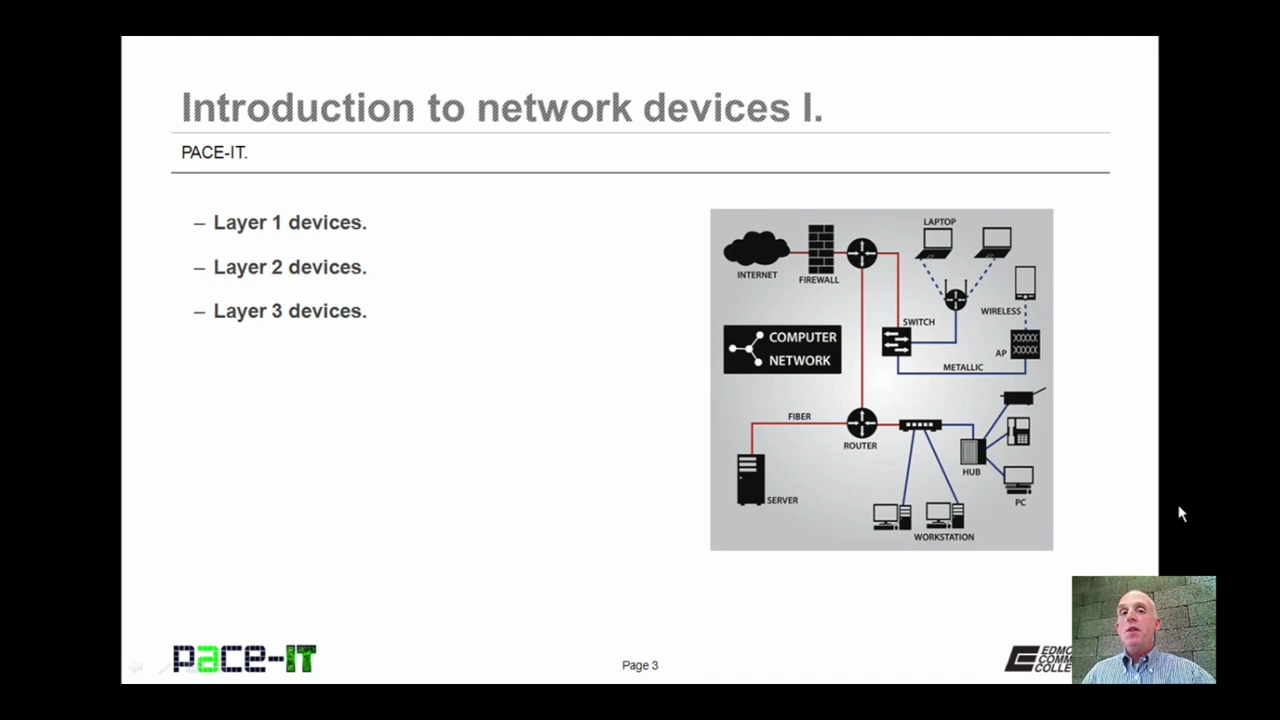 Introduction to network devices I.
PACE-IT.
– Layer 1 devices.
– Layer 2 devices.
– Layer 3 devices.
LAPTOP
INTERNET
FIREWALL
WIRELESS
SWITCH
COMPUTER
NETWORK
AP
METALLIC
FIBER
ROUTER
HUB
SERVER
PC
WORKSTATION
pace-IT
Page 3